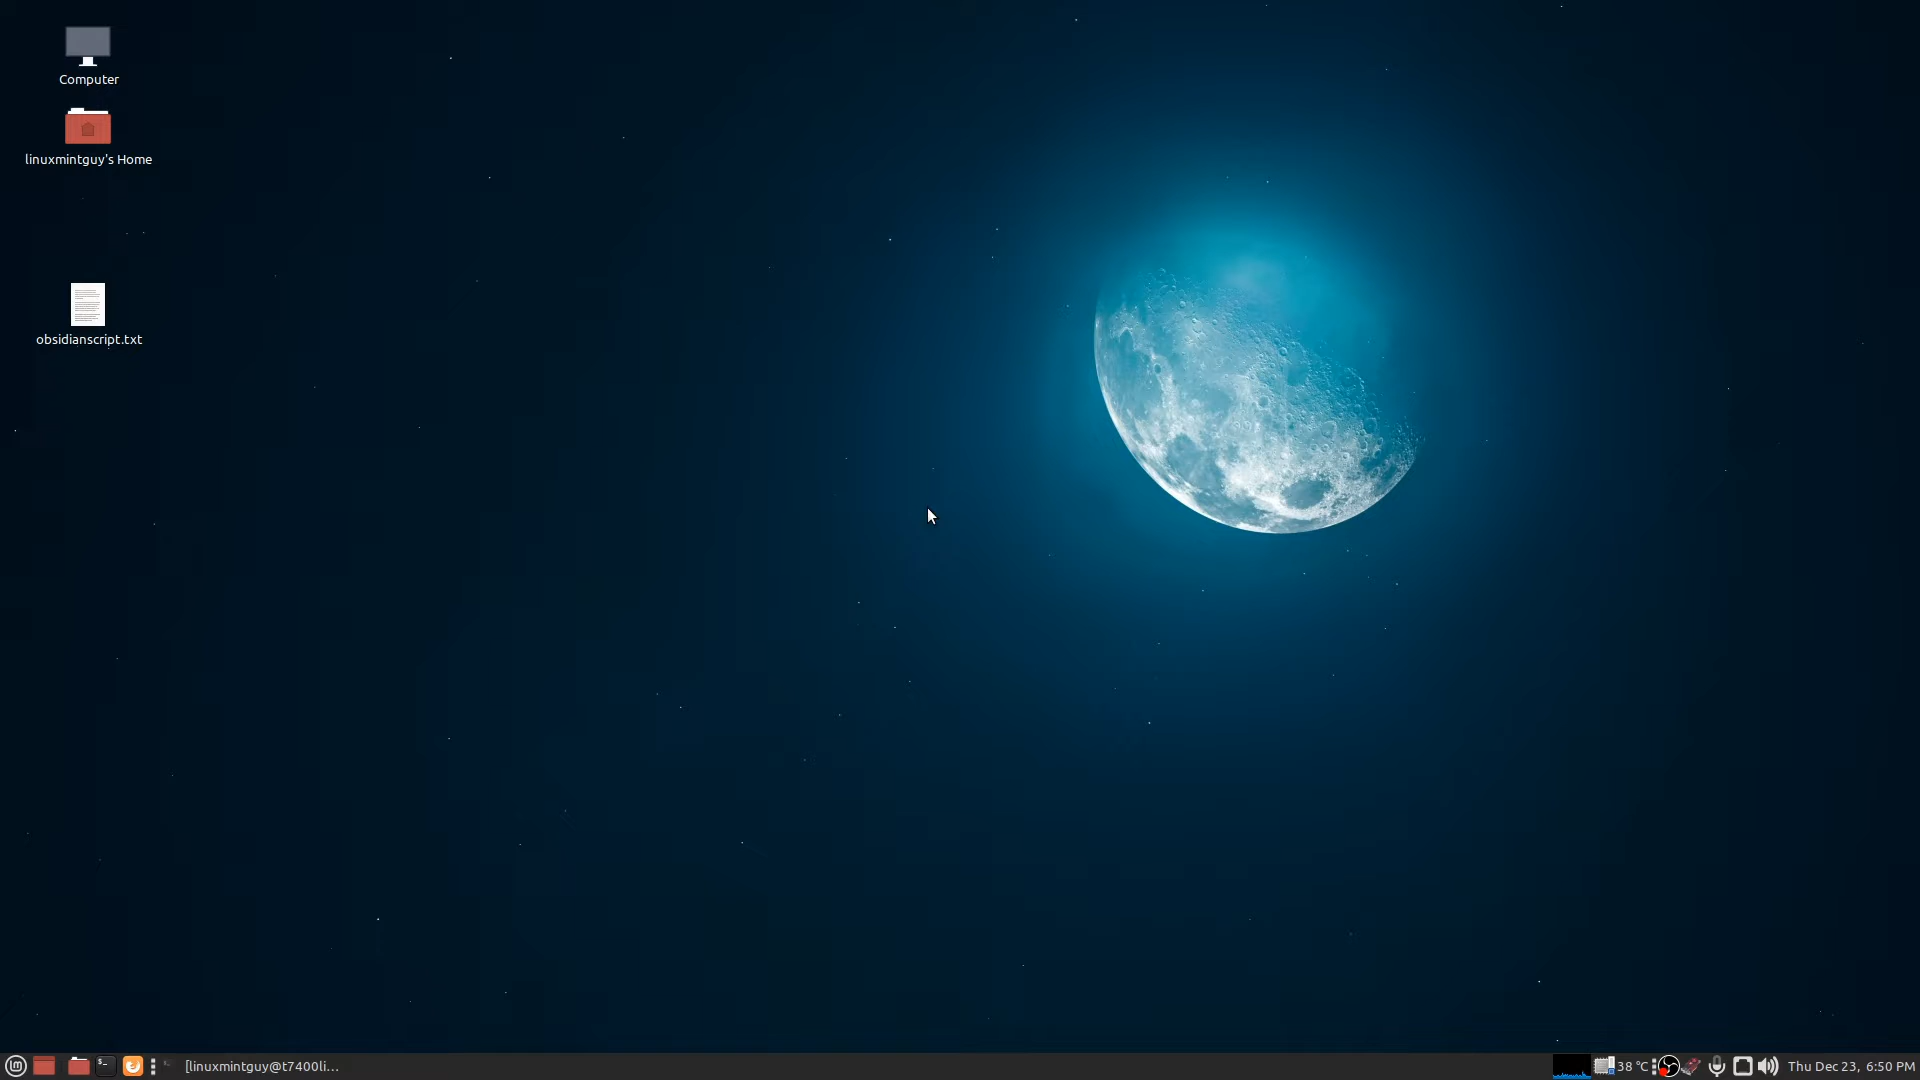 Computer
linuxmintguy's Home
obsidianscript.txt
[linuxmintguy@t7400li...
38 °C
Thu Dec 23, 6:50 PM